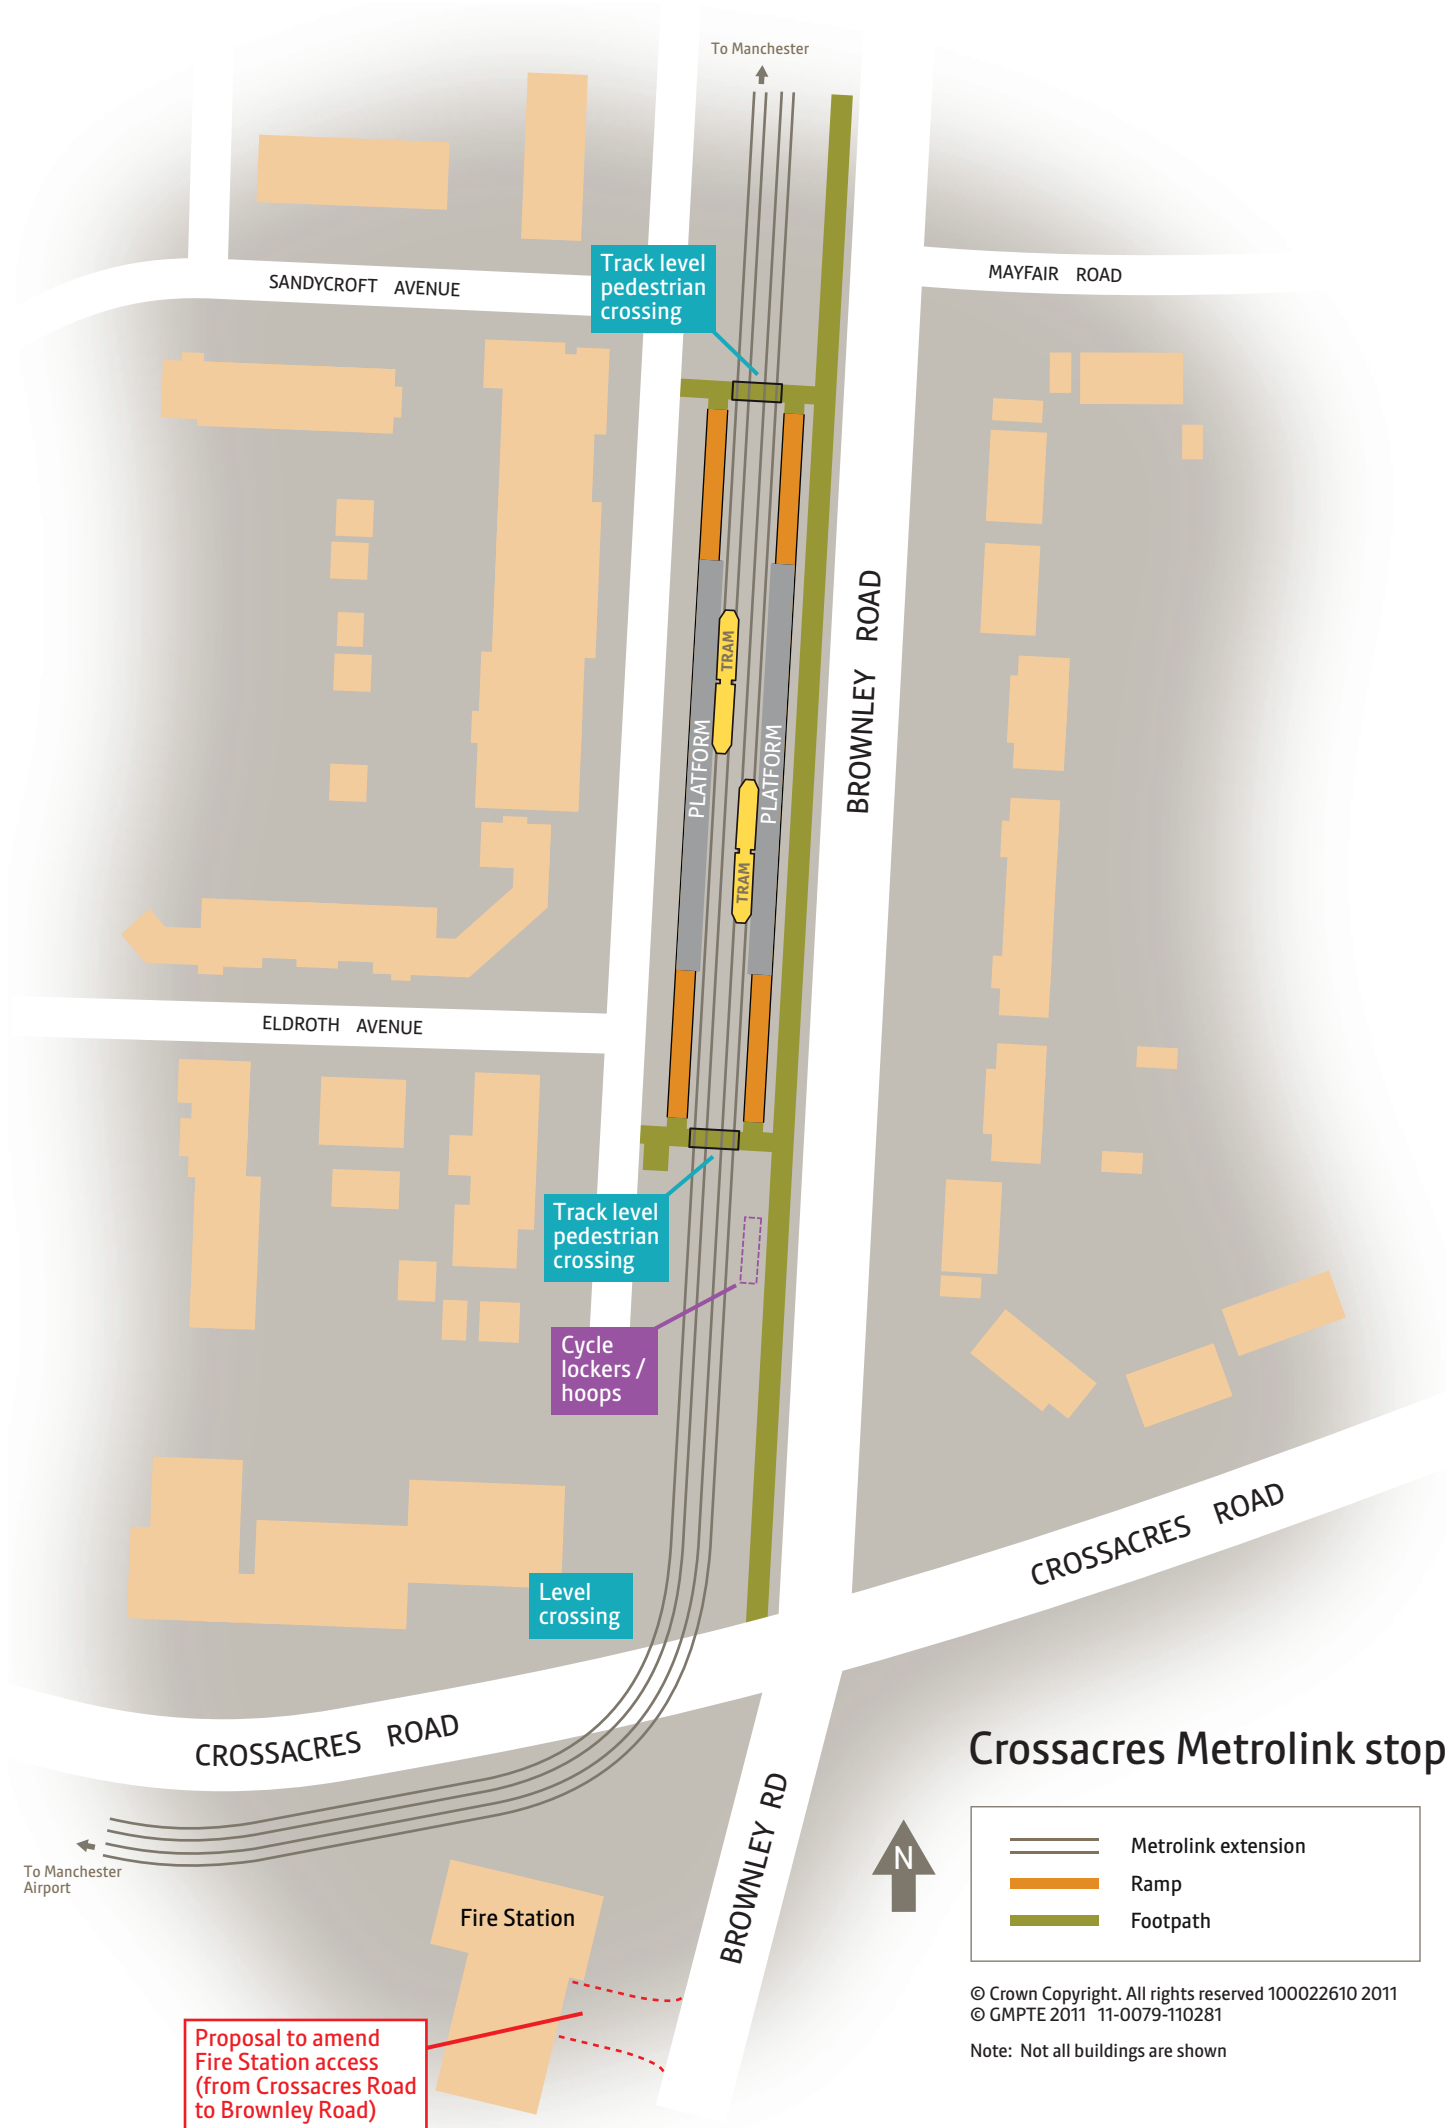 To Manchester
SANDYCROFT AVENUE
Track level
pedestrian
crossing
MAYFAIR ROAD
BROWNLEY ROAD
TRAM
PLATFORM
PLATFORM
TRAM
ELDROTH AVENUE
Track level
pedestrian
crossing
Cycle
lockers /
hoops
Level
crossing
CROSSACRES ROAD
CROSSACRES ROAD
To Manchester
Airport
BROWNLEY RD
Fire Station
Proposal to amend
Fire Station access
(from Crossacres Road
to Brownley Road)
Crossacres Metrolink stop
N
Metrolink extension
Ramp
Footpath
© Crown Copyright. All rights reserved 100022610 2011
© GMPTE 2011 11-0079-110281
Note: Not all buildings are shown